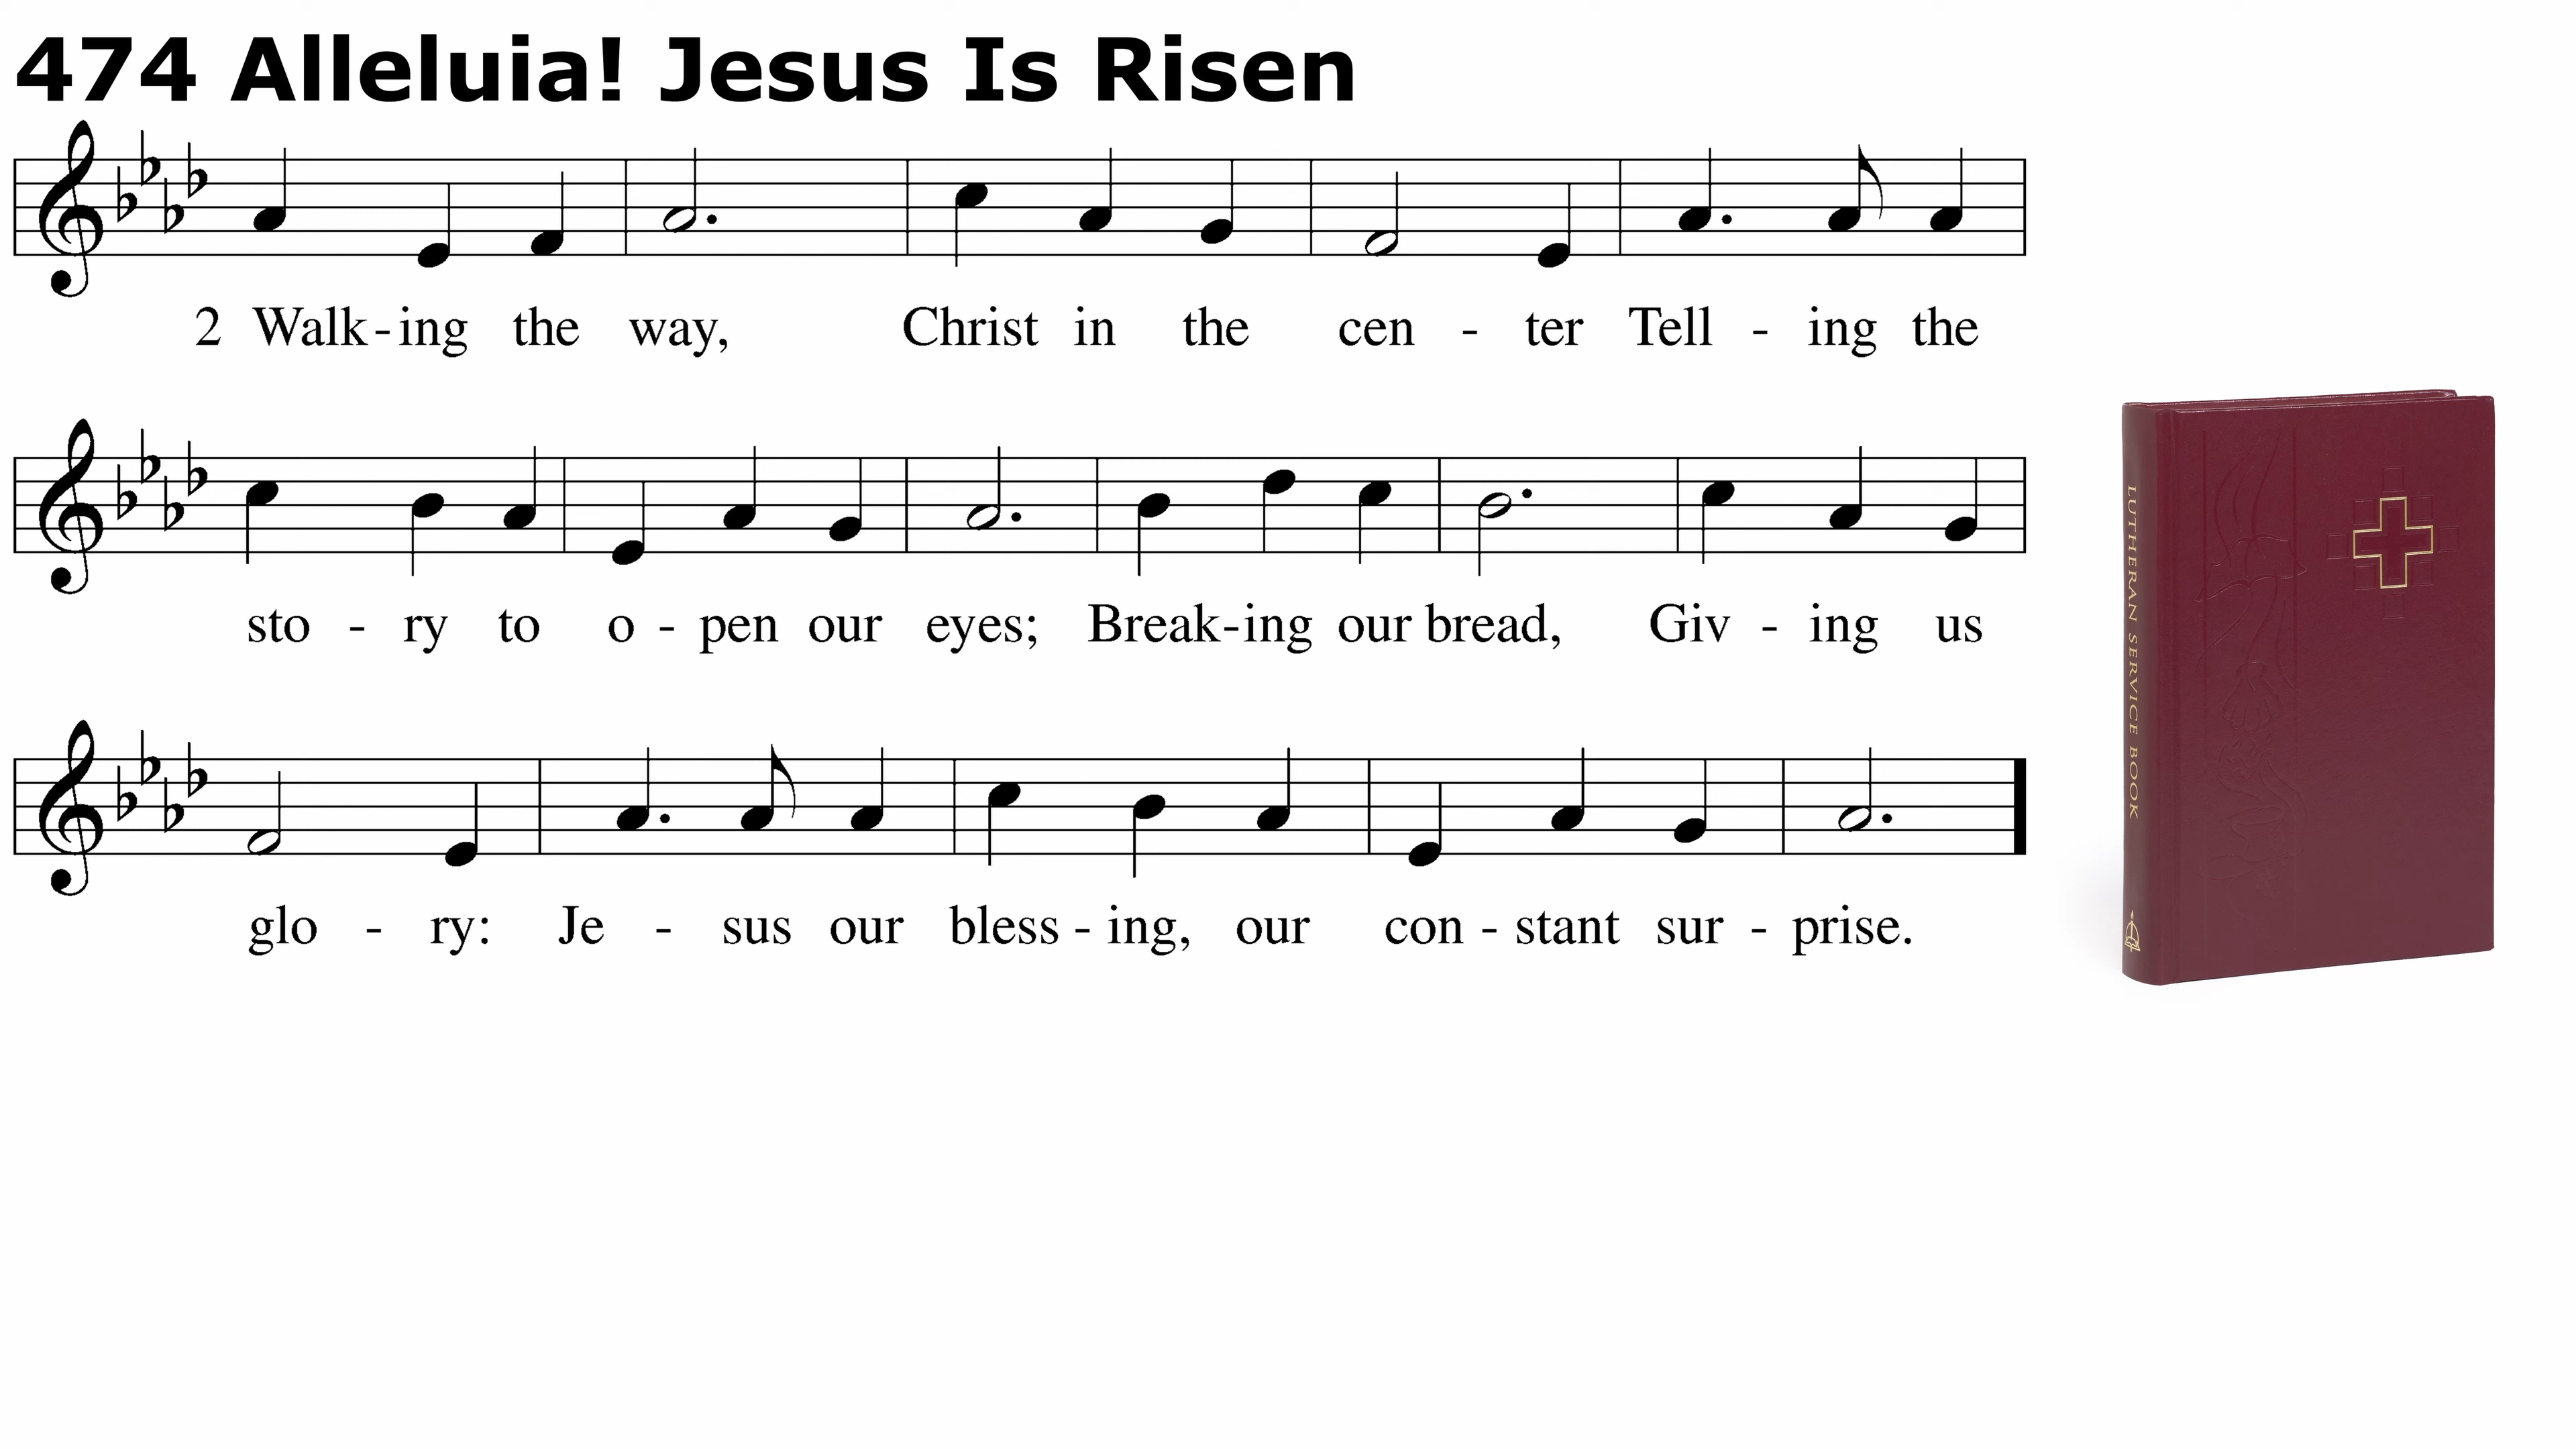 474 Alleluia! Jesus Is Risen
2 Walk-ing the way, Christ in the cen - ter Tell - ing the
sto - ry to o - pen our eyes; Break-ing our bread, Giv - ing us
glo - ry: Je - sus our bless - ing, our con - stant sur - prise.
LUTHERAN SERVICE BOOK